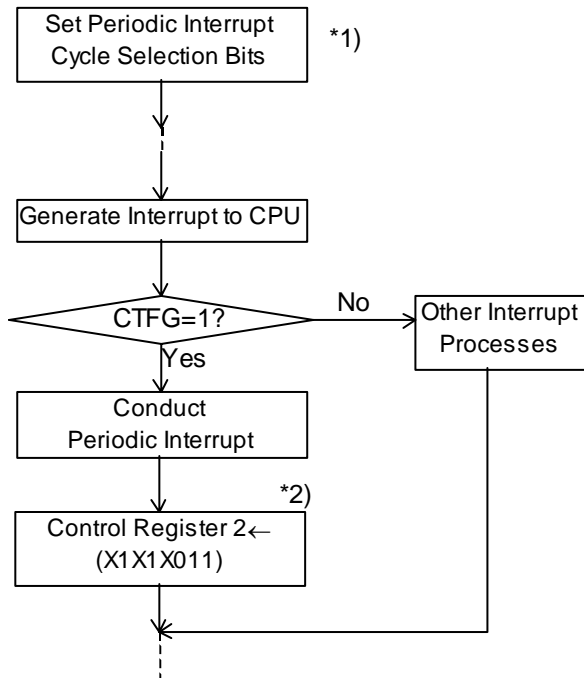 Set Periodic Interrupt
Cycle Selection Bits
*1)
Generate Interrupt to CPU
CTFG=1?
No
Other Interrupt
Processes
Yes
Conduct
Periodic Interrupt
*2)
Control Register 2←
(X1X1X011)